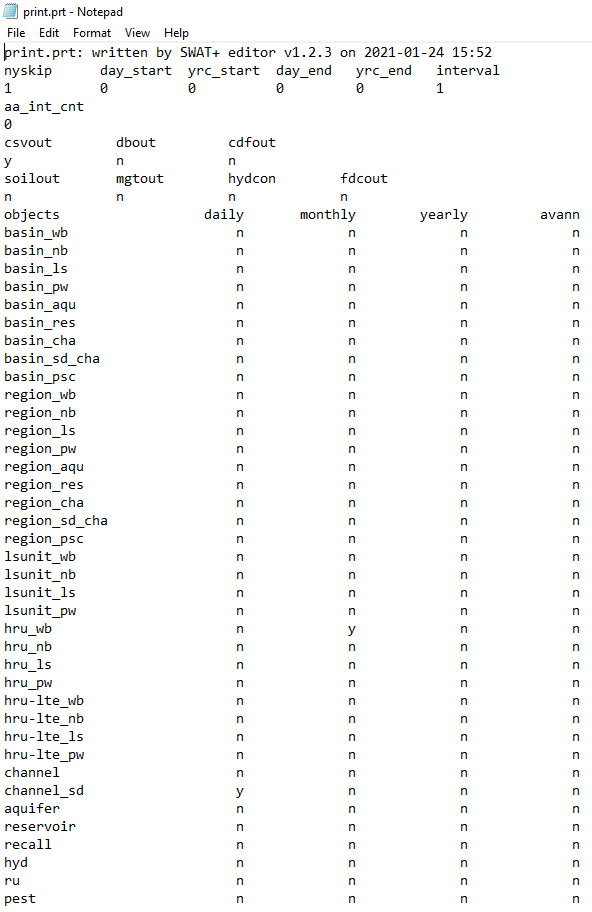 print.prt - Notepad
File Edit Format View Help
print.prt: written by SWAT+ editor v1.2.3 on 2021-01-24 15:52
nyskip day_start yrc_start day_end yrc_end interval
1 0 0 0 0 1
aa_int_cnt
0
csvout dbout cdfout
y n n
soilout mgtout hydcon fdcout
n n n n
objects daily monthly yearly avann
basin_wb n n n n
basin_nb n n n n
basin_ls n n n n
basin_pw n n n n
basin_aqu n n n n
basin_res n n n n
basin_cha n n n n
basin_sd_cha n n n n
basin_psc n n n n
region_wb n n n n
region_nb n n n n
region_ls n n n n
region_pw n n n n
region_aqu n n n n
region_res n n n n
region_cha n n n n
region_sd_cha n n n n
region_psc n n n n
lsunit_wb n n n n
lsunit_nb n n n n
lsunit_ls n n n n
lsunit_pw n n n n
hru_wb n y n n
hru_nb n n n n
hru_ls n n n n
hru_pw n n n n
hru-lte_wb n n n n
hru-lte_nb n n n n
hru-lte_ls n n n n
hru-lte_pw n n n n
channel n n n n
channel_sd y n n n
aquifer n n n n
reservoir n n n n
recall n n n n
hyd n n n n
ru n n n n
pest n n n n